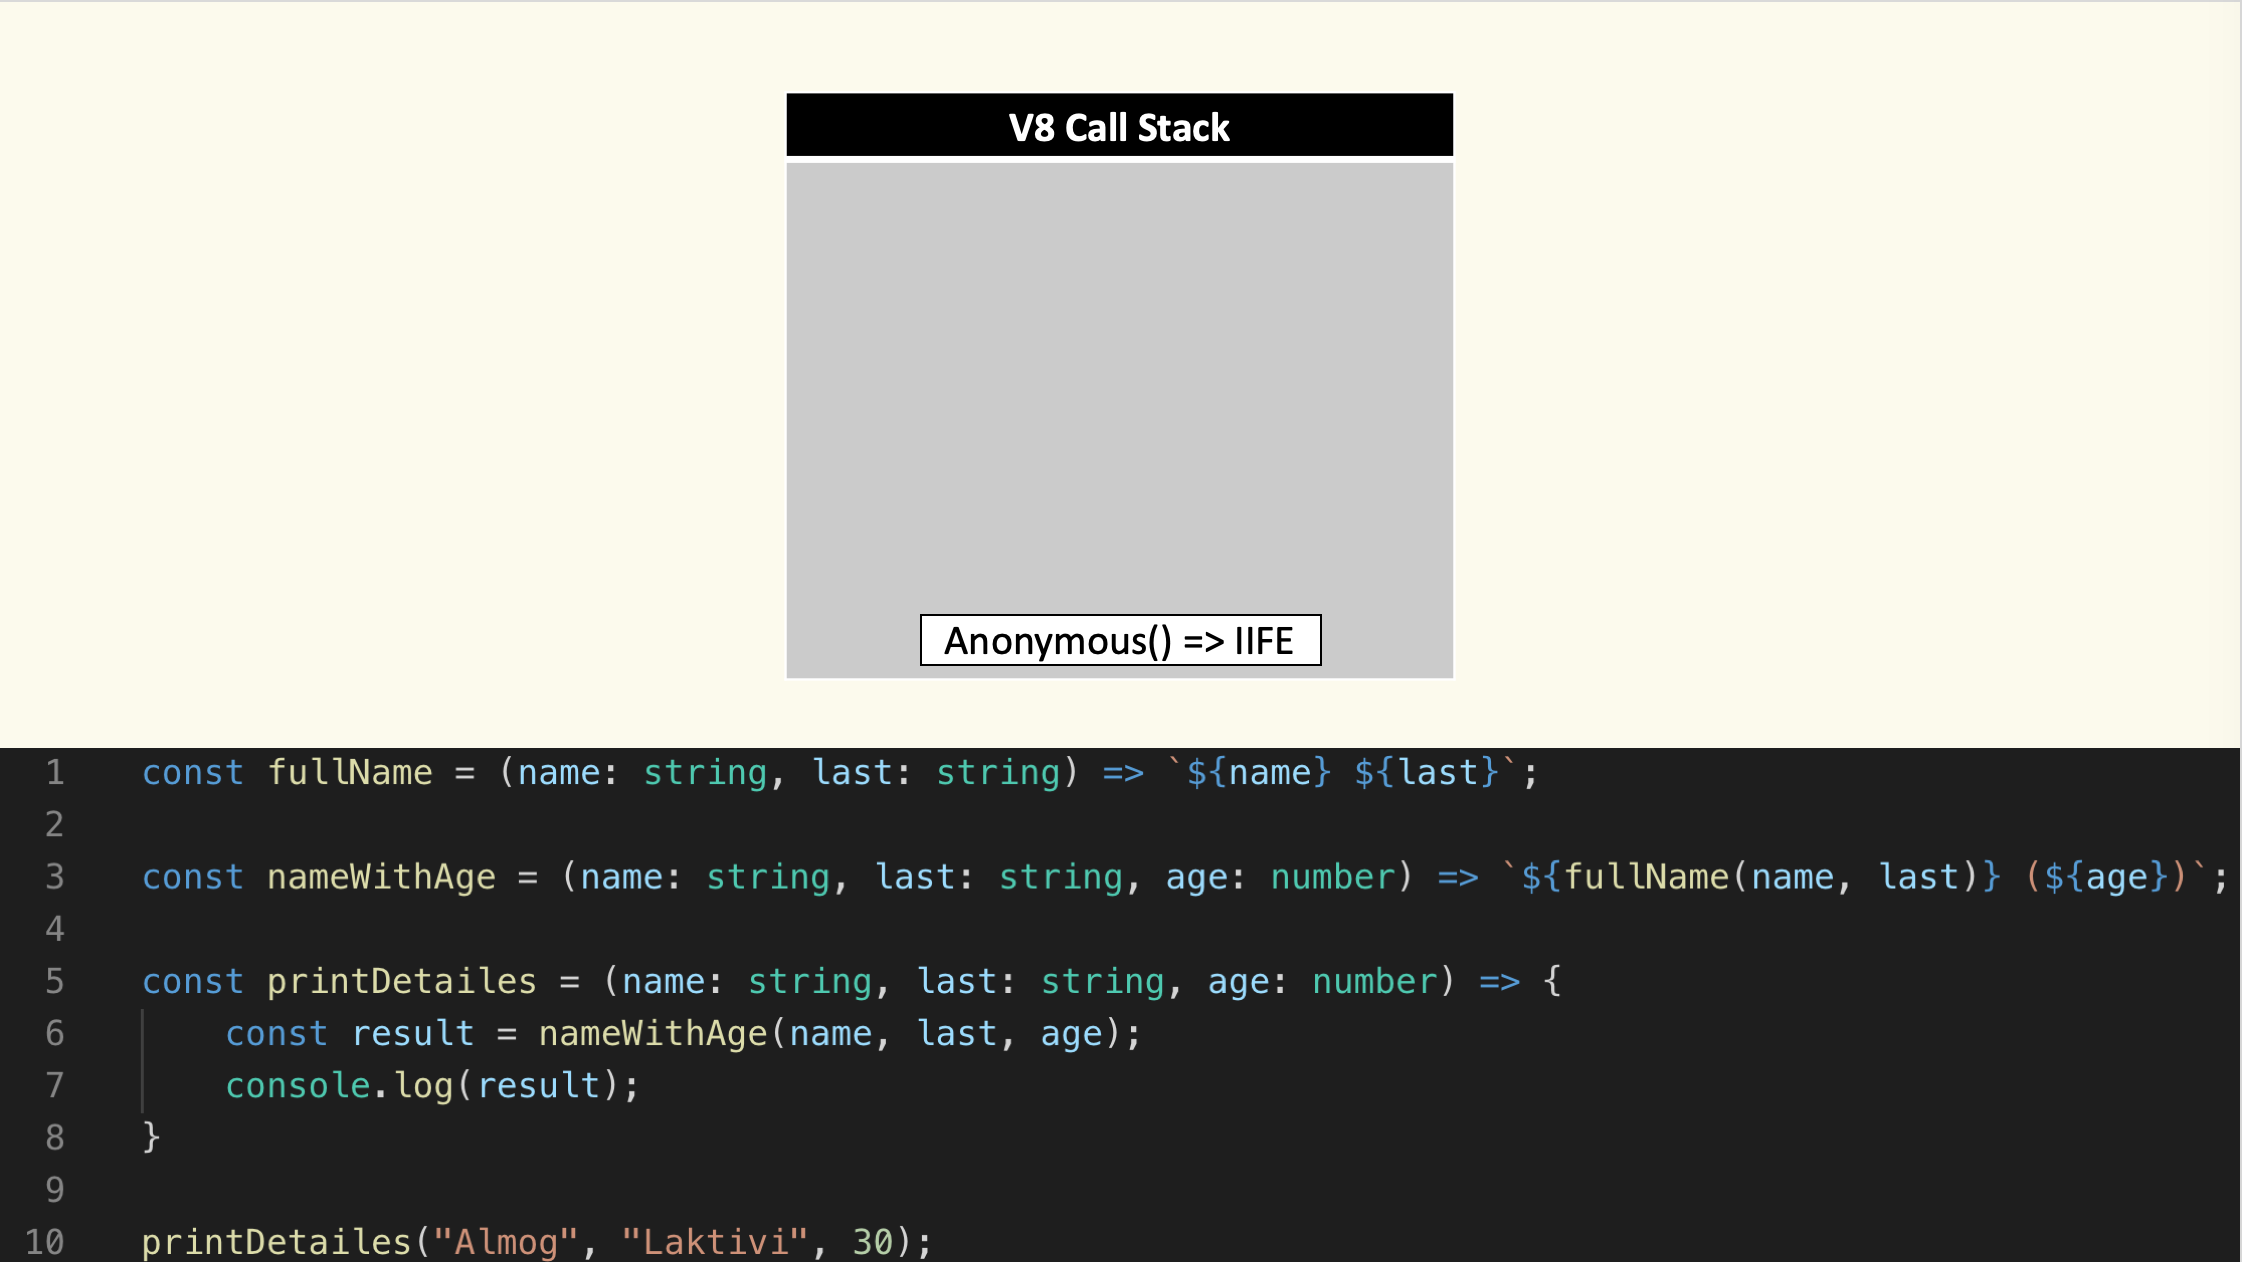 V8 Call Stack
Anonymous() => IIFE
1 const fullName = (name: string, last: string) => `${name} ${last}`;
2
3 const nameWithAge = (name: string, last: string, age: number) => `${fullName(name, last)} (${age})`;
4
5 const printDetailes = (name: string, last: string, age: number) => {
6 const result = nameWithAge(name, last, age);
7 console.log(result);
8 }
9
10 printDetailes("Almog", "Laktivi", 30);